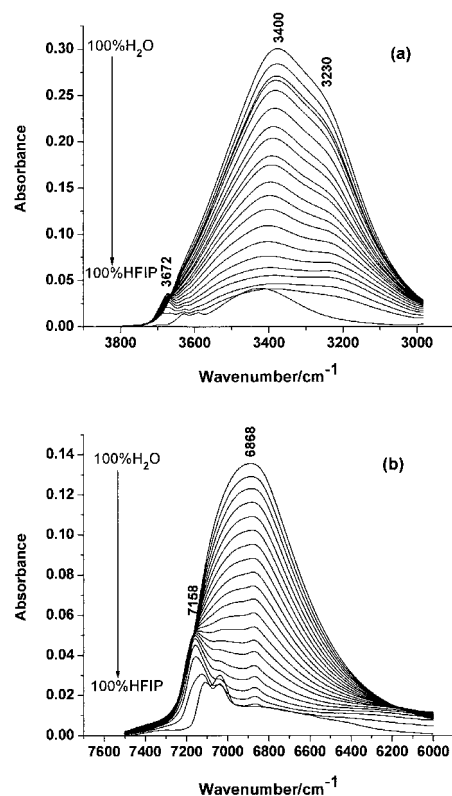 (a)
3400
3230
3672
100%H₂O
100%HFIP
Absorbance
0.30
0.25
0.20
0.15
0.10
0.05
0.00
3800 3600 3400 3200 3000
Wavenumber/cm⁻¹
(b)
6868
7158
100%H₂O
100%HFIP
Absorbance
0.14
0.12
0.10
0.08
0.06
0.04
0.02
0.00
7600 7400 7200 7000 6800 6600 6400 6200 6000
Wavenumber/cm⁻¹